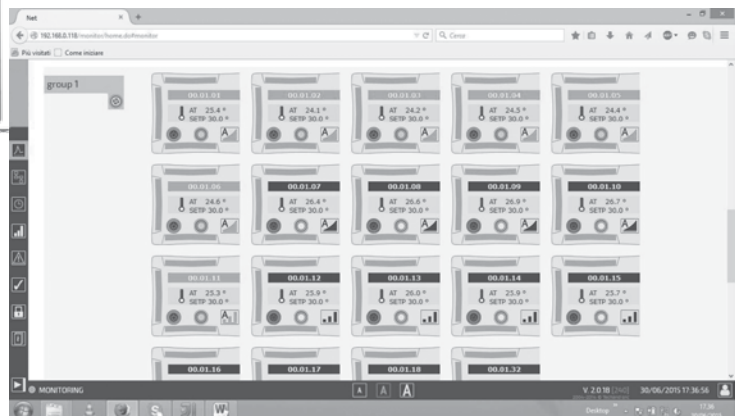 Net
192.168.0.118/monitor/home.do#monitor
Cerca
Più visitati Come iniziare
group 1
00.01.01 00.01.02 00.01.03 00.01.04 00.01.05
AT 25.4 ° AT 24.1 ° AT 24.2 ° AT 24.5 ° AT 24.4 °
SETP 30.0 ° SETP 30.0 ° SETP 30.0 ° SETP 30.0 ° SETP 30.0 °
A A A A A
00.01.06 00.01.07 00.01.08 00.01.09 00.01.10
AT 24.6 ° AT 26.4 ° AT 26.6 ° AT 26.9 ° AT 26.7 °
SETP 30.0 ° SETP 30.0 ° SETP 30.0 ° SETP 30.0 ° SETP 30.0 °
A A A A A
00.01.11 00.01.12 00.01.13 00.01.14 00.01.15
AT 25.3 ° AT 25.9 ° AT 26.0 ° AT 25.9 ° AT 25.7 °
SETP 30.0 ° SETP 30.0 ° SETP 30.0 ° SETP 30.0 ° SETP 30.0 °
A
00.01.16 00.01.17 00.01.18 00.01.32
MONITORING A A A V 2.0.18 30/06/2015 17:36:56
Desktop 17.36